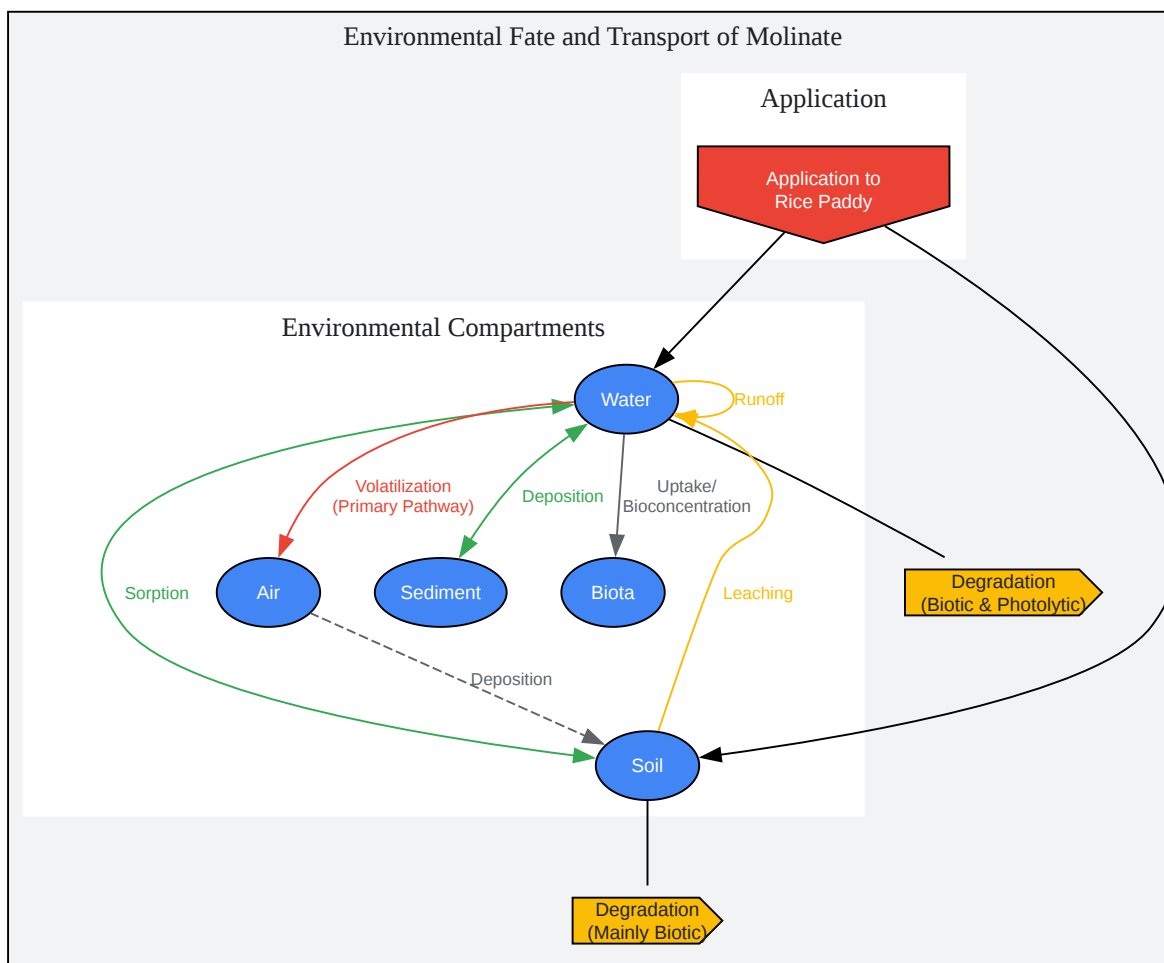 Environmental Fate and Transport of Molinate
Application
Application to
Rice Paddy
Environmental Compartments
Water
Runoff
Volatilization
(Primary Pathway)
Deposition
Uptake/
Bioconcentration
Sorption
Air
Sediment
Biota
Leaching
Degradation
(Biotic & Photolytic)
Deposition
Soil
Degradation
(Mainly Biotic)